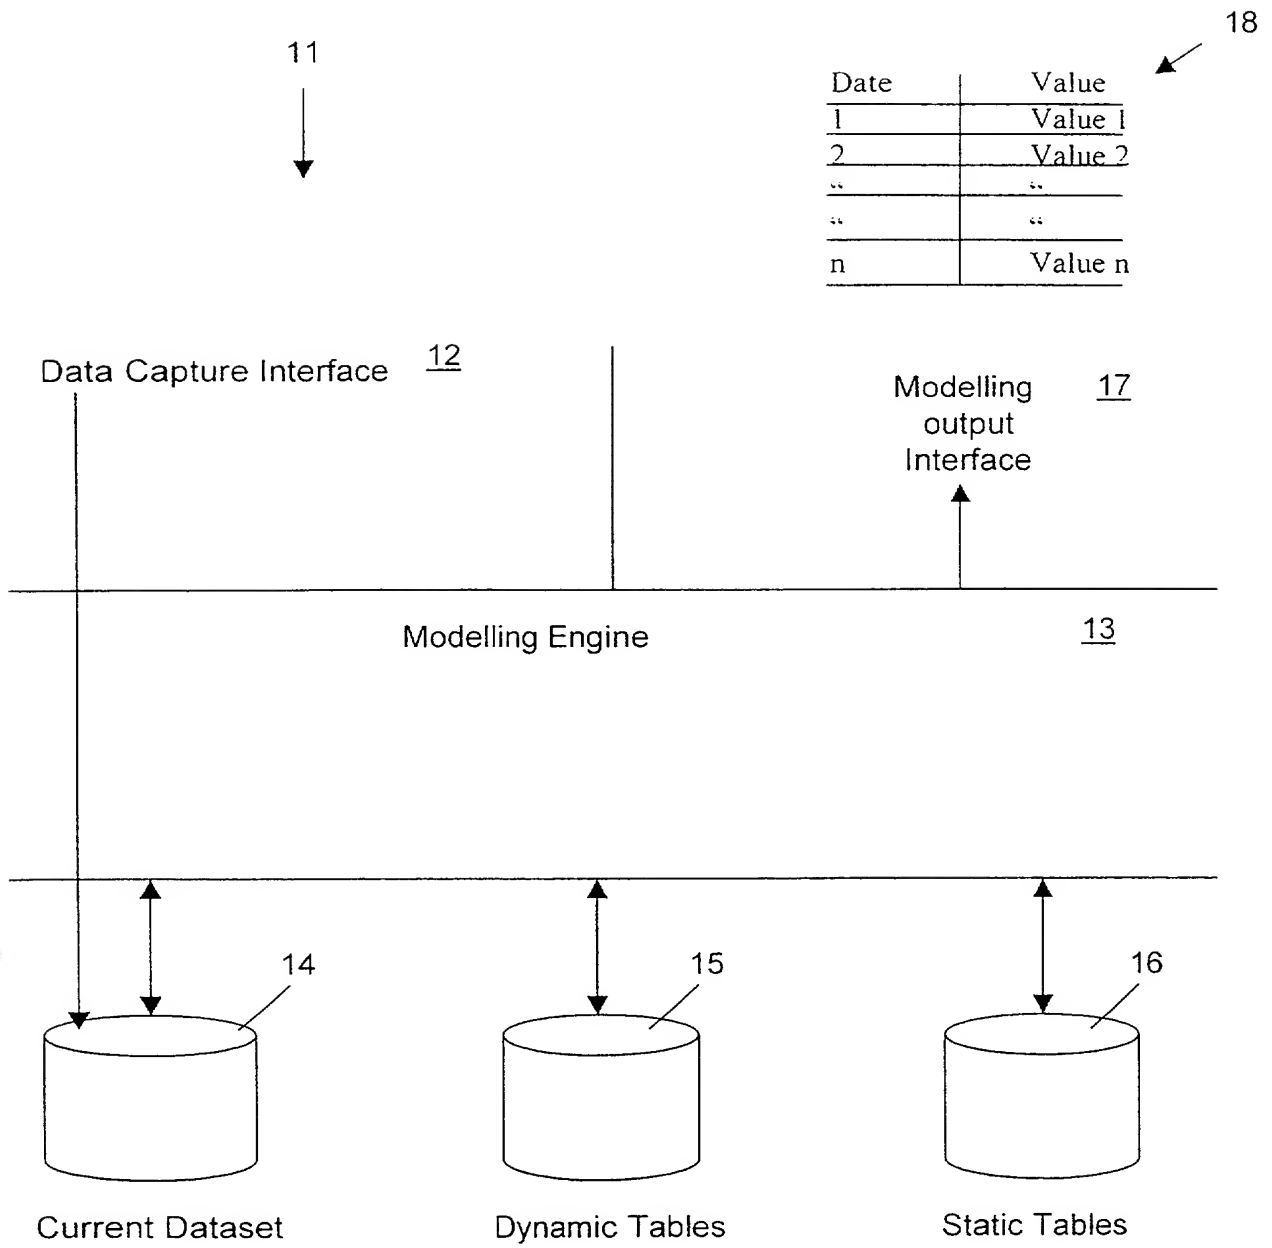 18
11
Date Value
1 Value 1
2 Value 2
“ “
“ “
n Value n
Data Capture Interface 12
Modelling 17
output
Interface
Modelling Engine 13
14 15 16
Current Dataset Dynamic Tables Static Tables